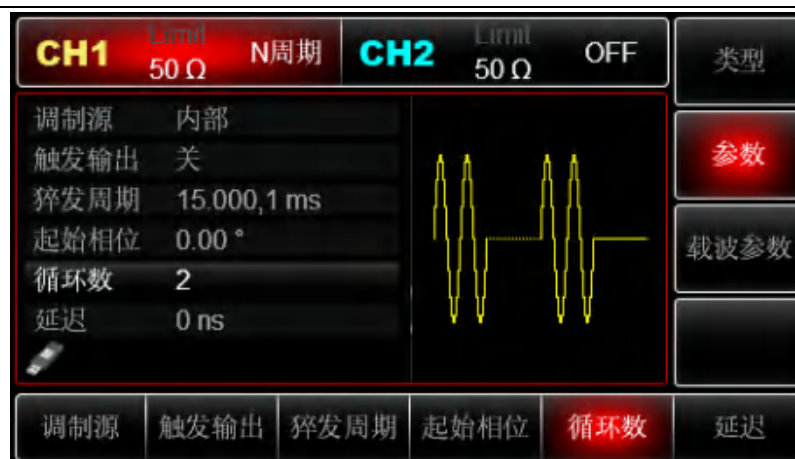 CH1 Limit 50 Ω N周期 CH2 Limit 50 Ω OFF
类型
调制源 内部
触发输出 关
猝发周期 15.000,1 ms
起始相位 0.00 °
循环数 2
延迟 0 ns
参数
载波参数
调制源 触发输出 猝发周期 起始相位 循环数 延迟